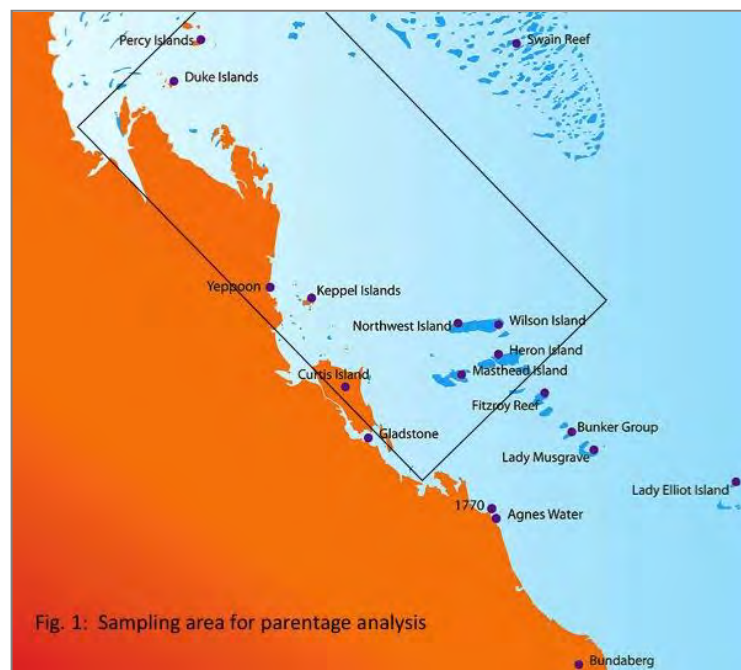 Percy Islands
Swain Reef
Duke Islands
Yeppoon
Keppel Islands
Northwest Island
Wilson Island
Heron Island
Masthead Island
Curtis Island
Fitzroy Reef
Bunker Group
Gladstone
Lady Musgrave
Lady Elliot Island
1770
Agnes Water
Fig. 1: Sampling area for parentage analysis
Bundaberg